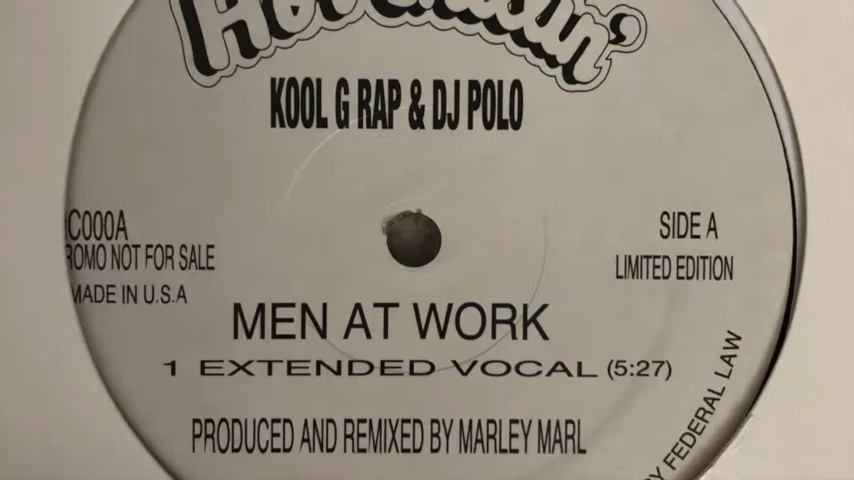 KOOL G RAP & DJ POLO
C000A
ROMO NOT FOR SALE
MADE IN U.S.A
SIDE A
LIMITED EDITION
MEN AT WORK
1 EXTENDED VOCAL (5:27)
PRODUCED AND REMIXED BY MARLEY MARL
Y FEDERAL LAW